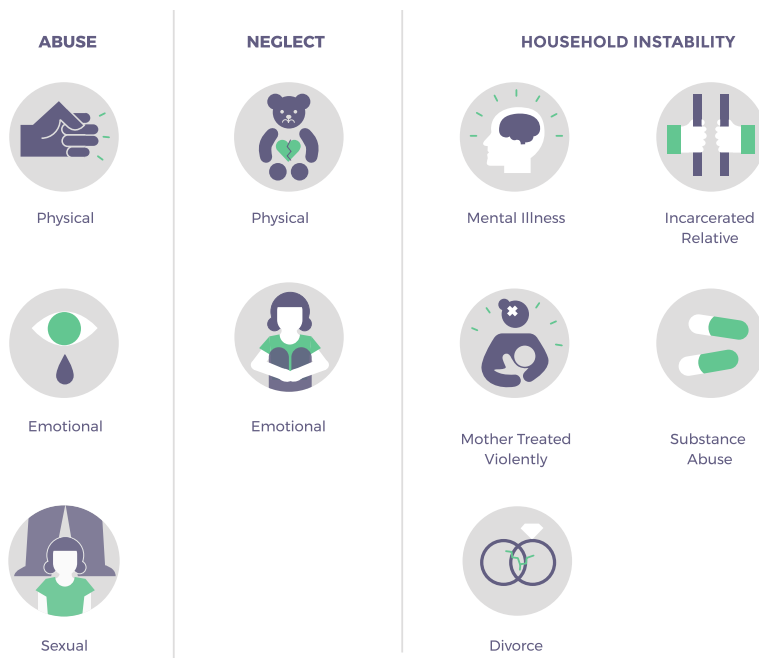 ABUSE
Physical
Emotional
Sexual
NEGLECT
Physical
Emotional
HOUSEHOLD INSTABILITY
Mental Illness
Incarcerated
Relative
Mother Treated
Violently
Substance
Abuse
Divorce